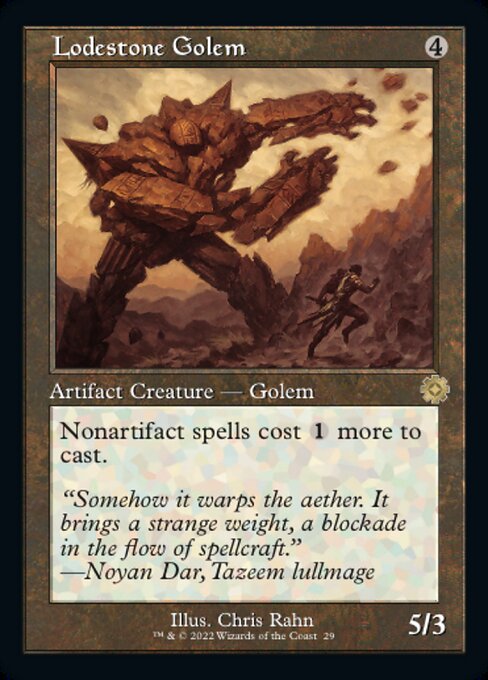 Lodestone Golem 4
Artifact Creature — Golem
Nonartifact spells cost 1 more to
cast.
“Somehow it warps the aether. It
brings a strange weight, a blockade
in the flow of spellcraft.”
—Noyan Dar, Tazeem lullmage
Illus. Chris Rahn
5/3
™ & © 2022 Wizards of the Coast 29